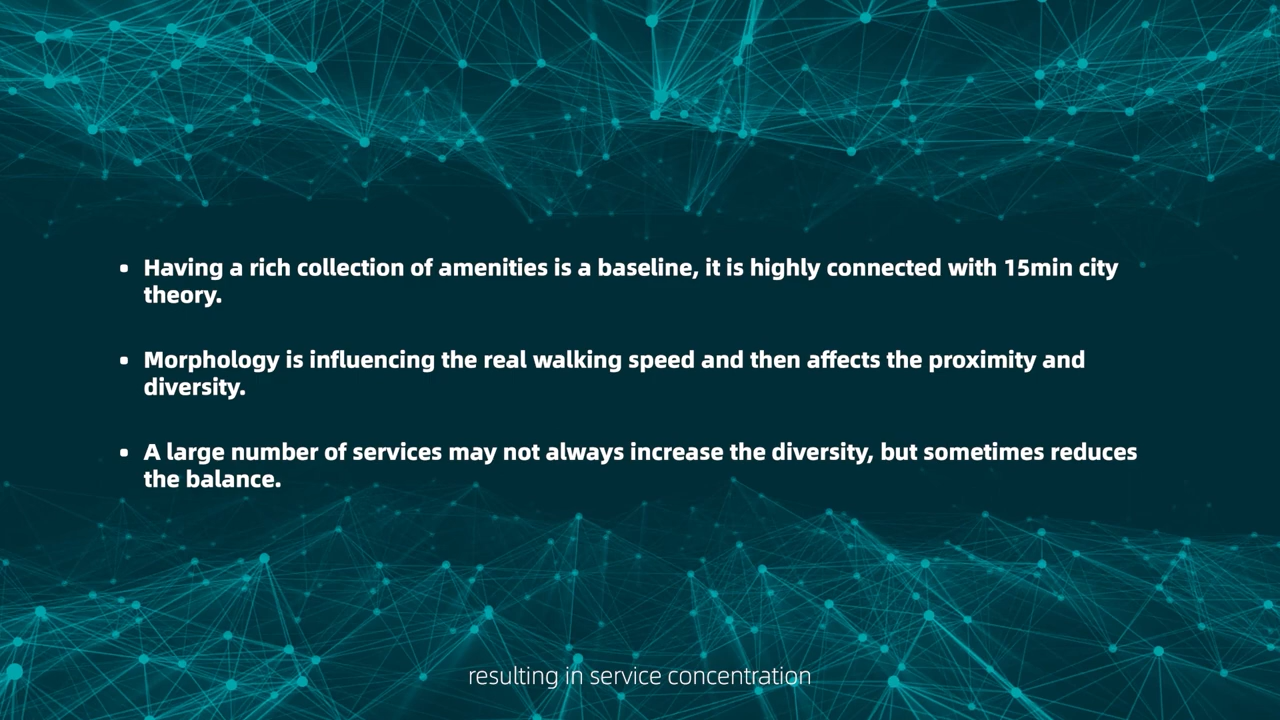 • Having a rich collection of amenities is a baseline, it is highly connected with 15min city
theory.
• Morphology is influencing the real walking speed and then affects the proximity and
diversity.
• A large number of services may not always increase the diversity, but sometimes reduces
the balance.
resulting in service concentration